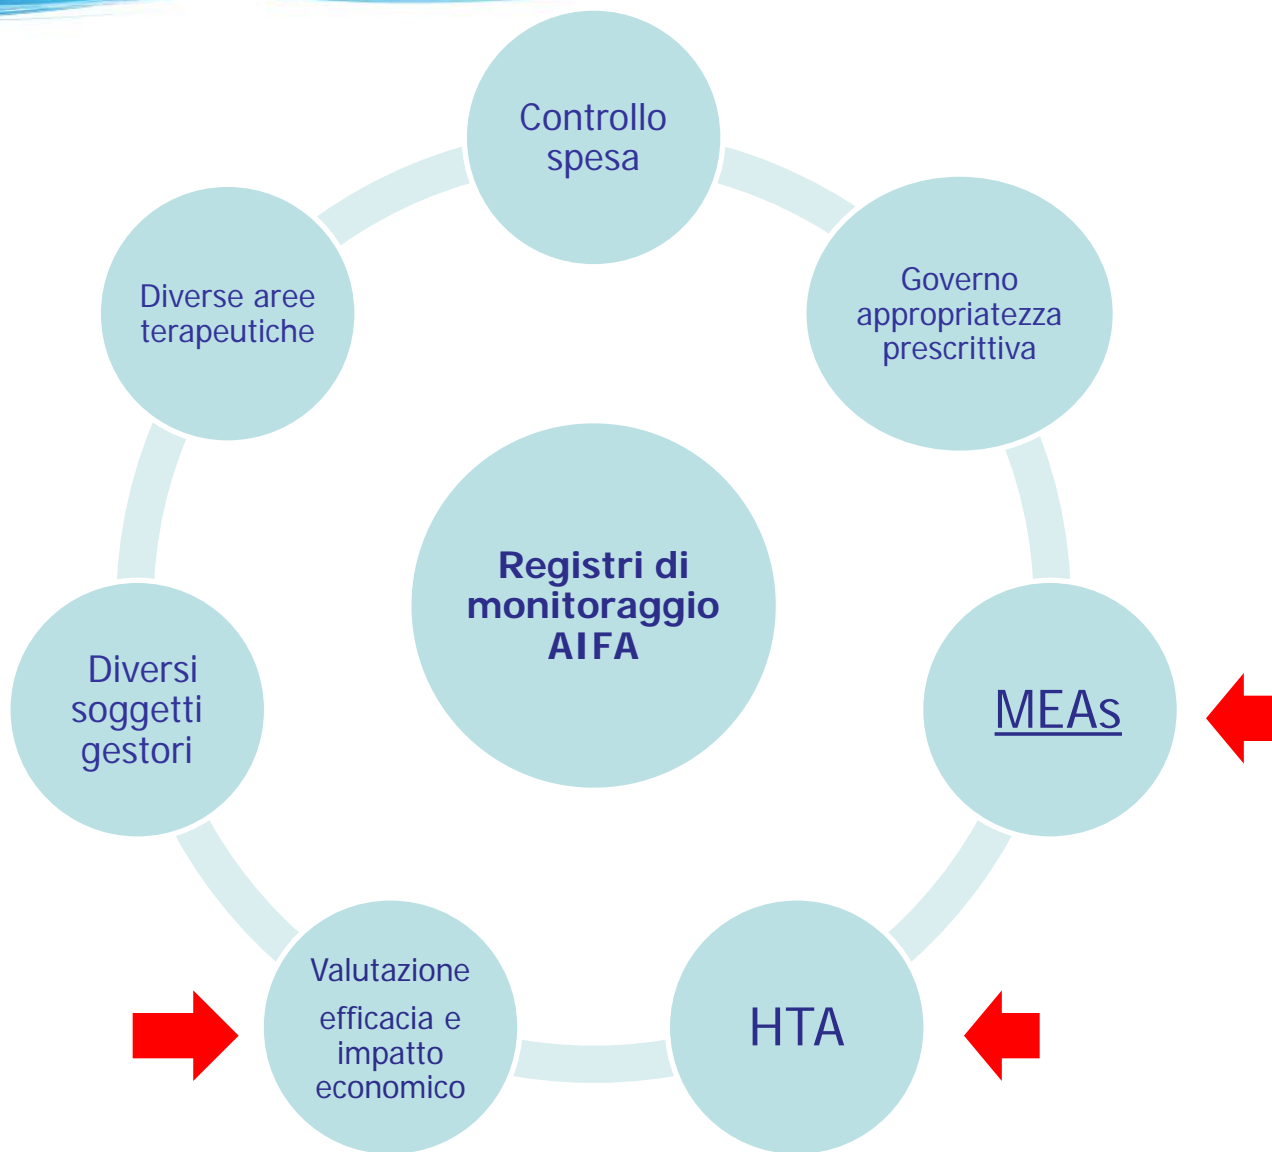 Controllo
spesa
Governo
appropriatezza
prescrittiva
MEAs
HTA
Valutazione
efficacia e
impatto
economico
Diversi
soggetti
gestori
Diverse aree
terapeutiche
Registri di
monitoraggio
AIFA